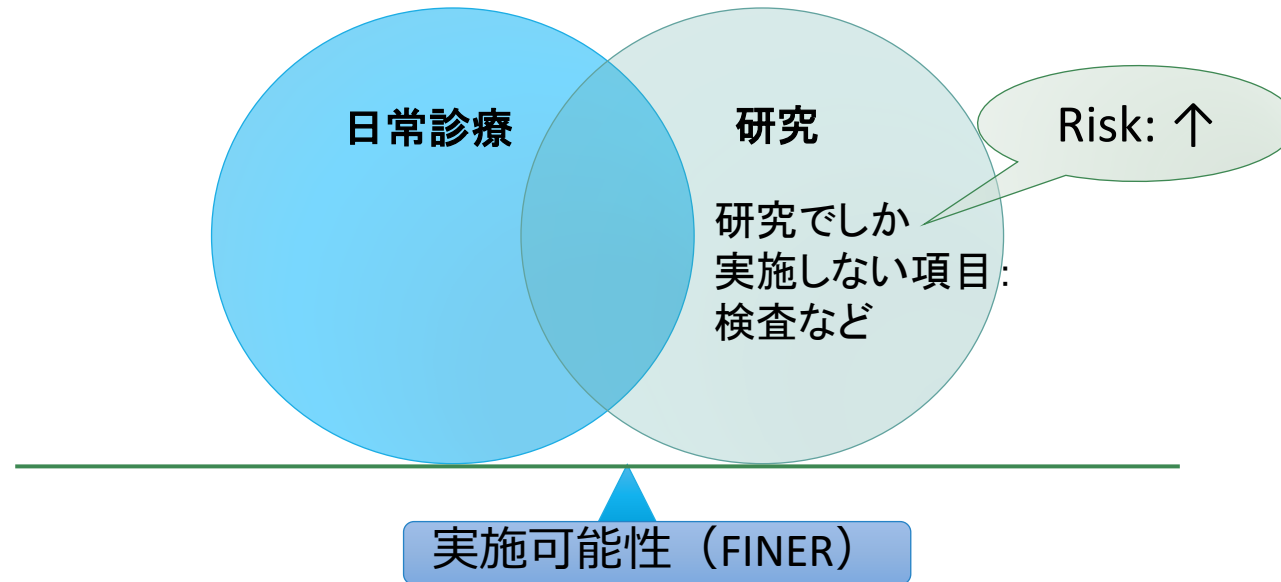 日常診療
研究
Risk: ↑
研究でしか
実施しない項目：
検査など
実施可能性（FINER）